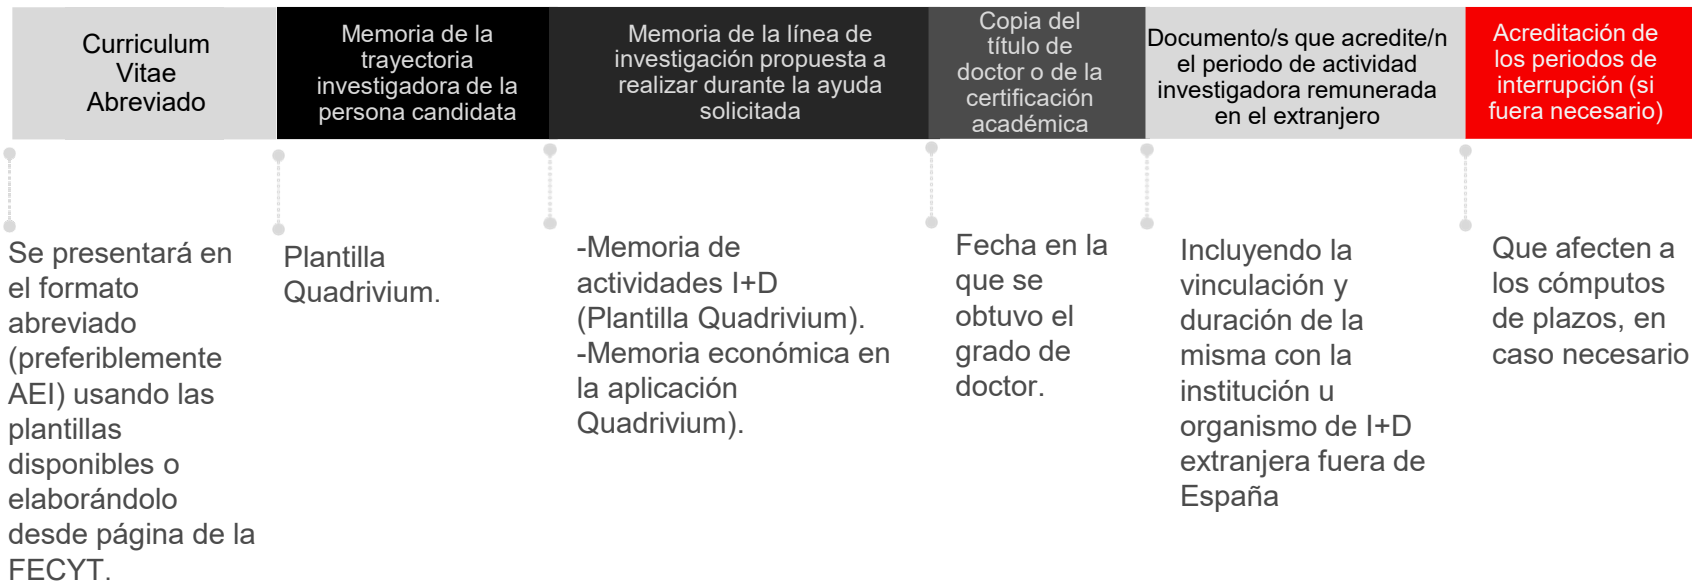 Curriculum
Vitae
Abreviado
Memoria de la
trayectoria
investigadora de la
persona candidata
Memoria de la línea de
investigación propuesta a
realizar durante la ayuda
solicitada
Copia del
título de
doctor o de la
certificación
académica
Documento/s que acredite/n
el periodo de actividad
investigadora remunerada
en el extranjero
Acreditación de
los periodos de
interrupción (si
fuera necesario)
Se presentará en
el formato
abreviado
(preferiblemente
AEI) usando las
plantillas
disponibles o
elaborándolo
desde página de la
FECYT.
Plantilla
Quadrivium.
-Memoria de
actividades I+D
(Plantilla Quadrivium).
-Memoria económica en
la aplicación
Quadrivium).
Fecha en la
que se
obtuvo el
grado de
doctor.
Incluyendo la
vinculación y
duración de la
misma con la
institución u
organismo de I+D
extranjera fuera de
España
Que afecten a
los cómputos
de plazos, en
caso necesario